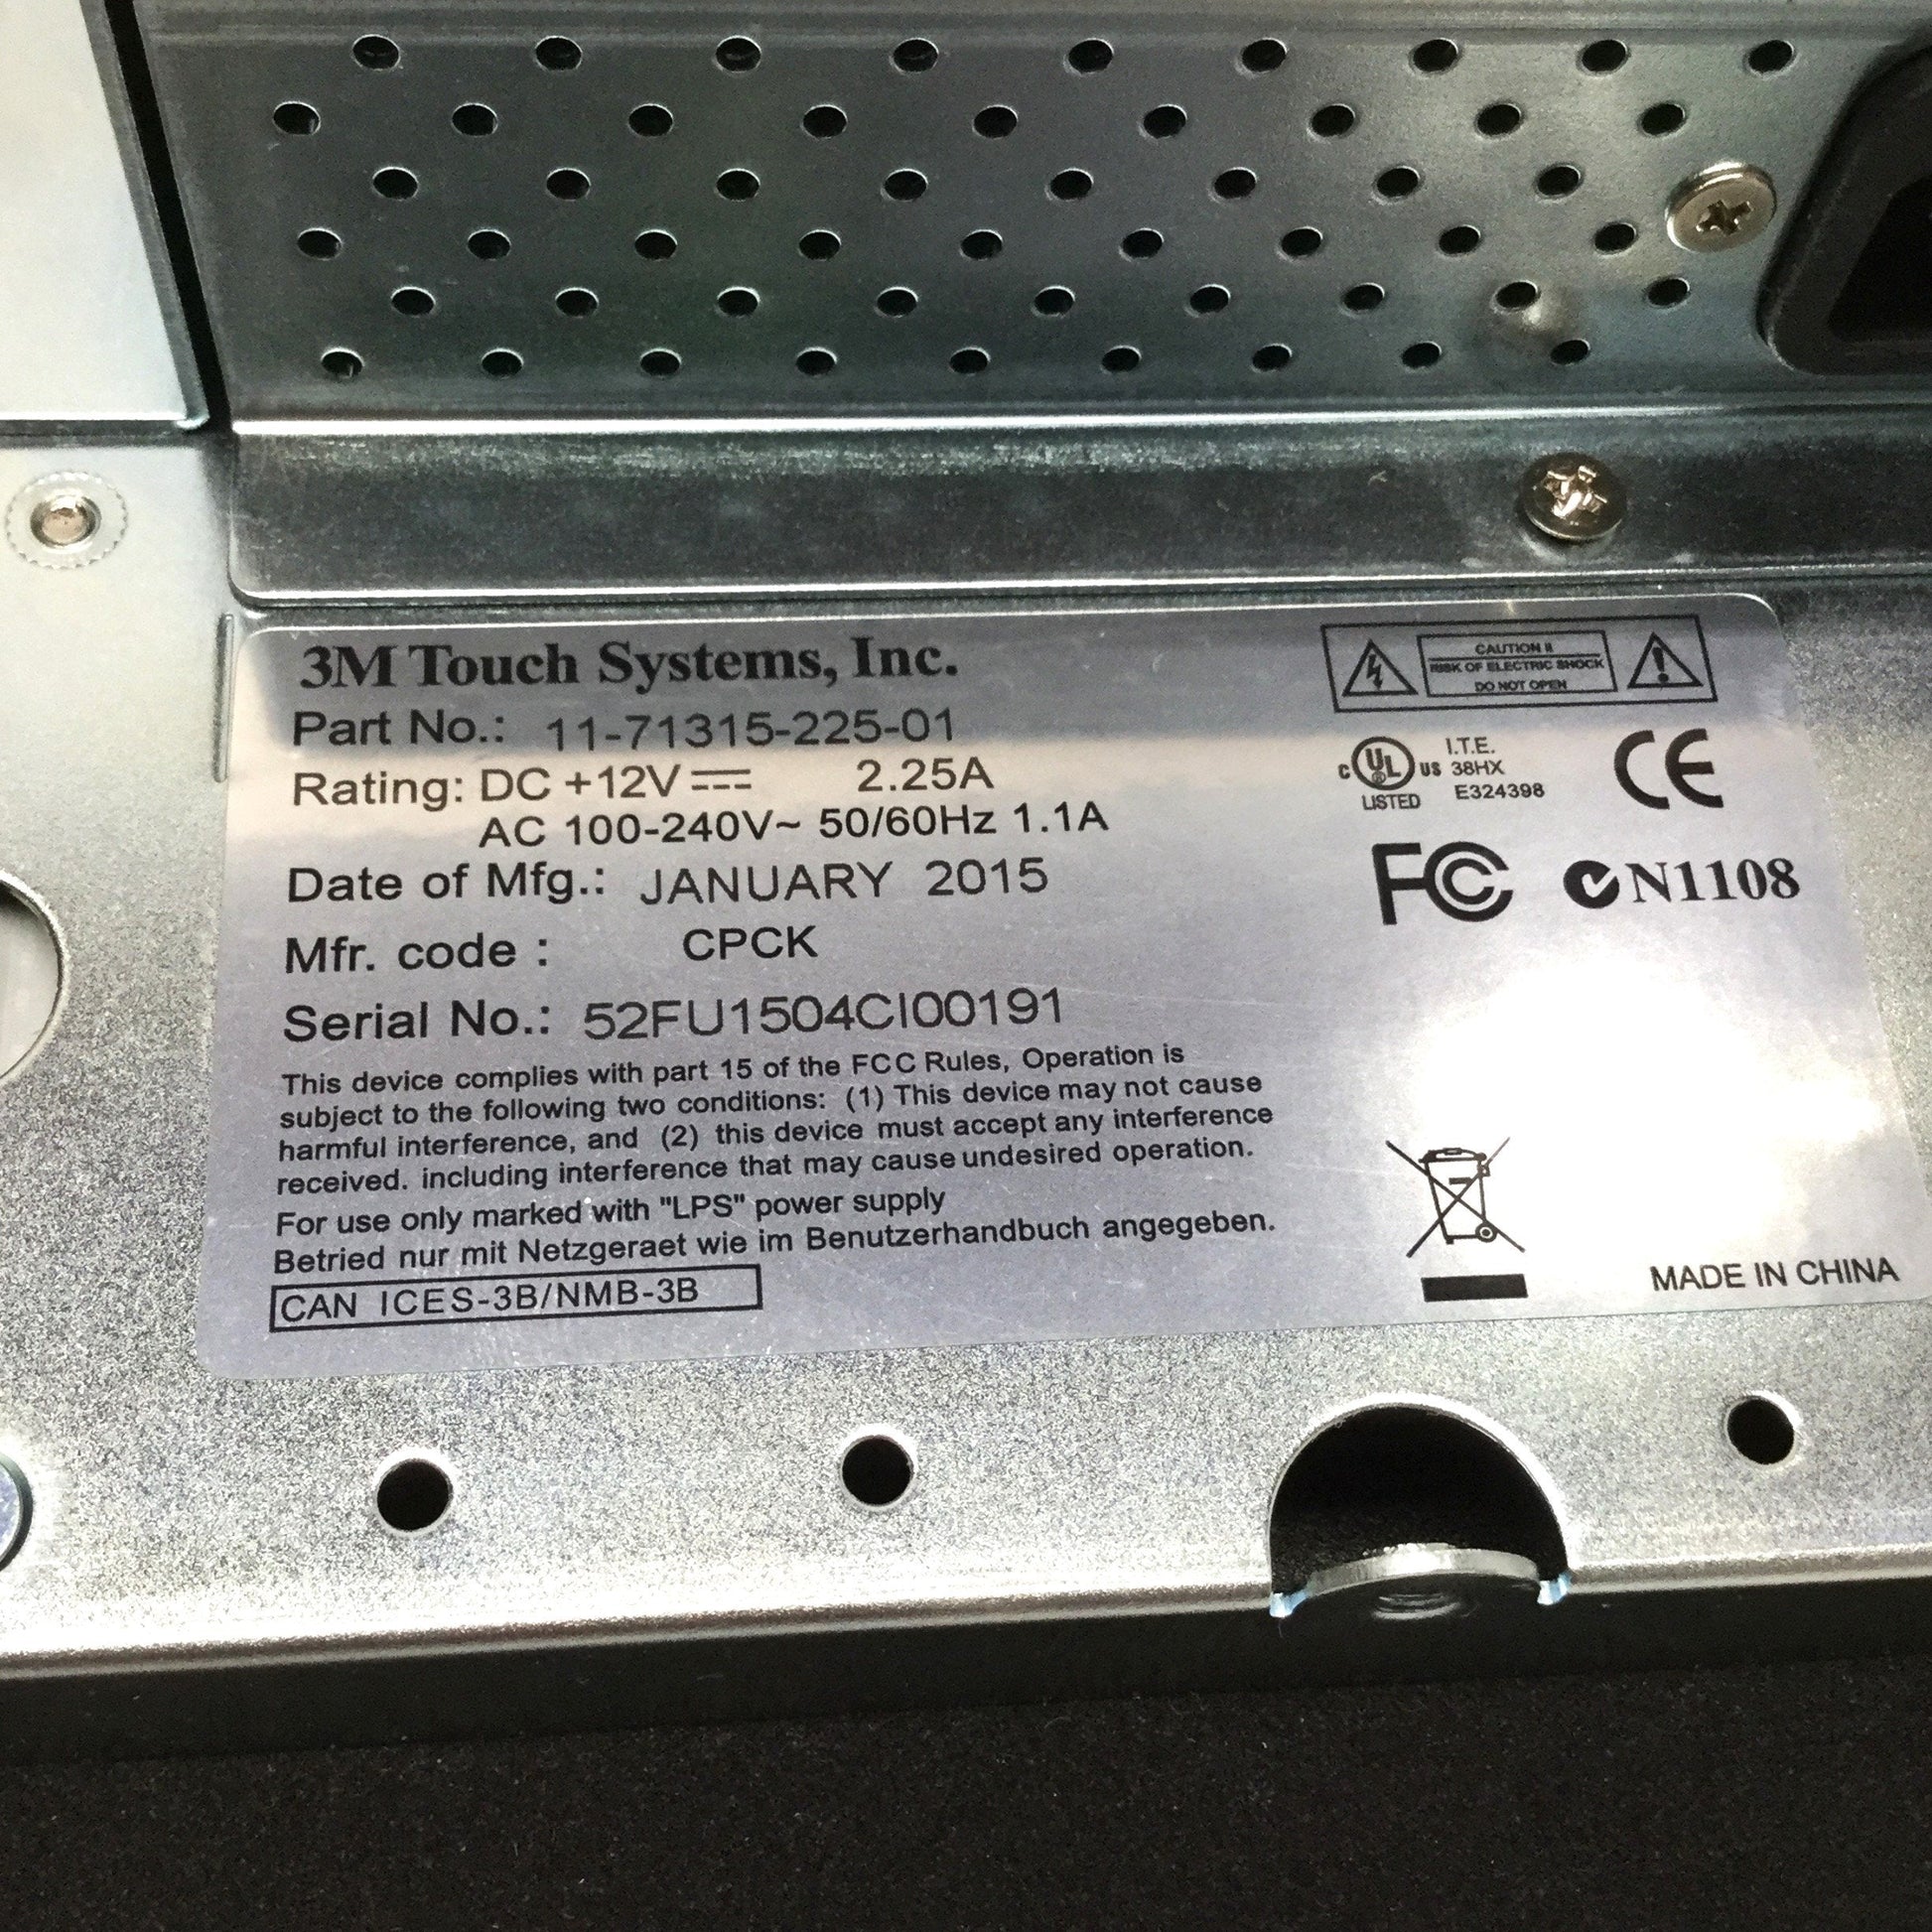 3M Touch Systems, Inc.
Part No.: 11-71315-225-01
Rating: DC +12V 2.25A
AC 100-240V~ 50/60Hz 1.1A
Date of Mfg.: JANUARY 2015
Mfr. code : CPCK
Serial No.: 52FU1504CI00191
This device complies with part 15 of the FCC Rules, Operation is
subject to the following two conditions: (1) This device may not cause
harmful interference, and (2) this device must accept any interference
received. including interference that may cause undesired operation.
For use only marked with "LPS" power supply
Betried nur mit Netzgeraet wie im Benutzerhandbuch angegeben.
CAN ICES-3B/NMB-3B
CAUTION !!
RISK OF ELECTRIC SHOCK
DO NOT OPEN
C UL ® US
LISTED
I.T.E.
38HX
E324398
CE
FC
N1108
MADE IN CHINA